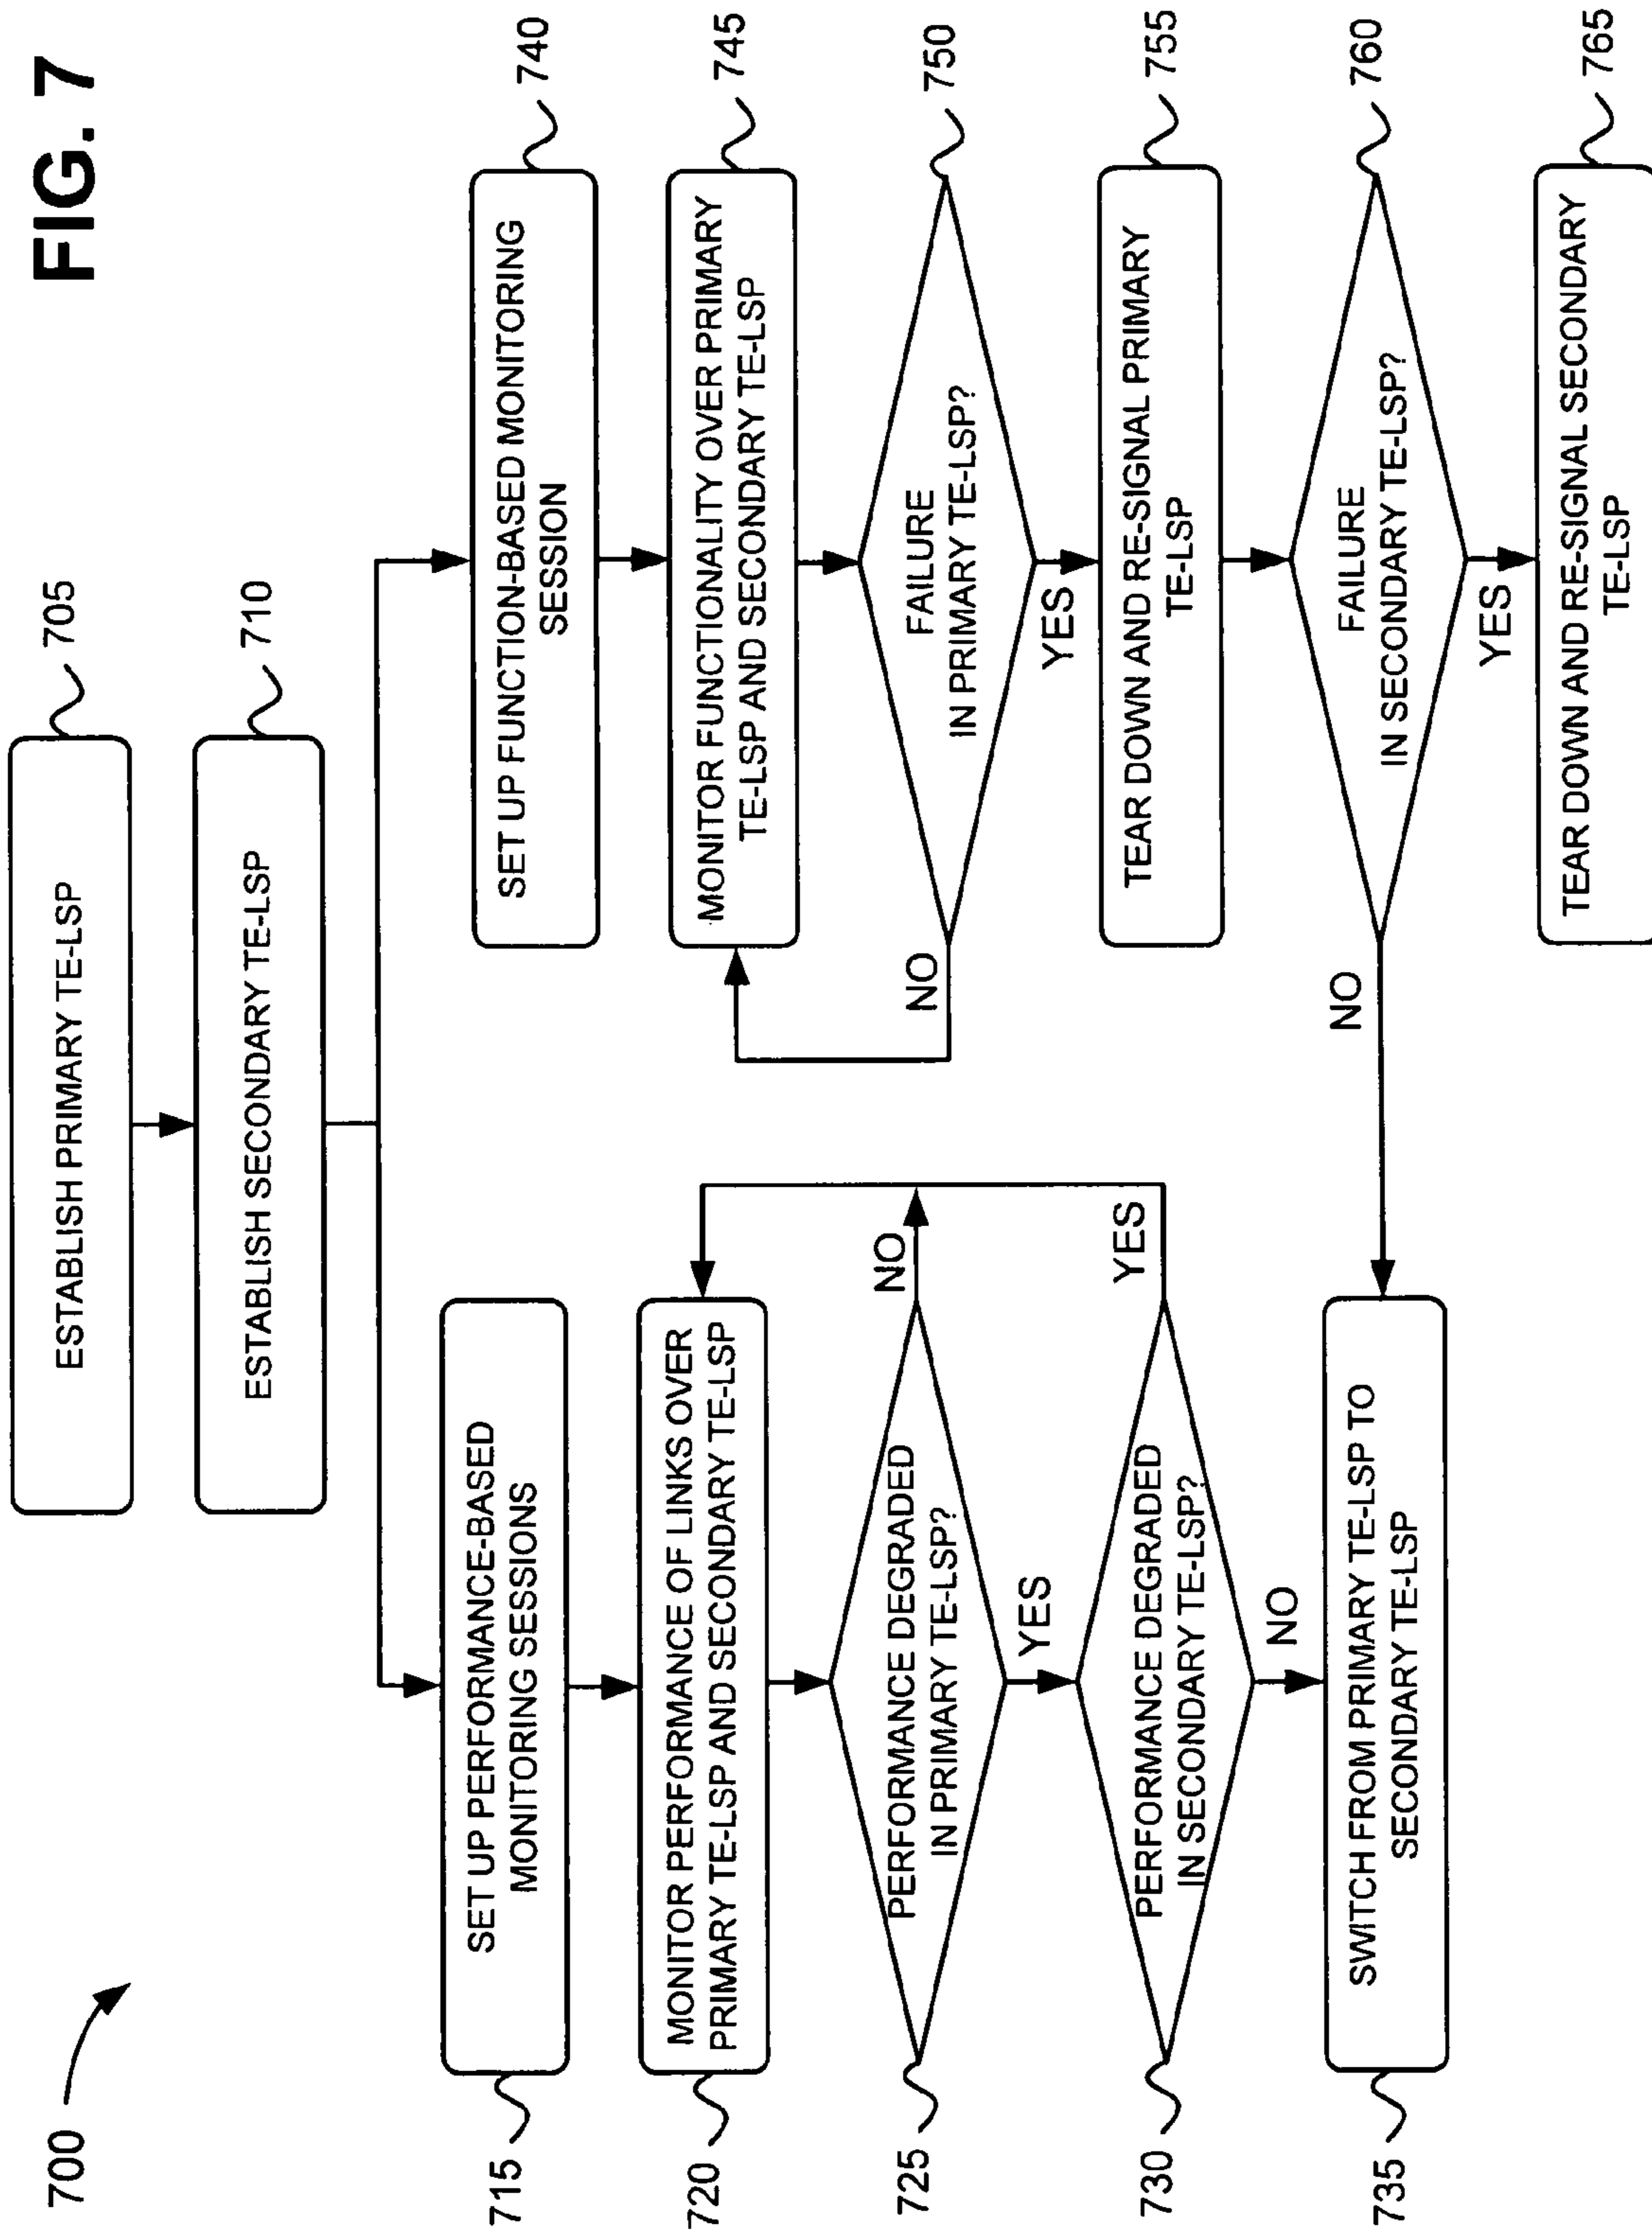 FIG. 7
700
ESTABLISH PRIMARY TE-LSP
705
ESTABLISH SECONDARY TE-LSP
710
715
SET UP PERFORMANCE-BASED
MONITORING SESSIONS
720
MONITOR PERFORMANCE OF LINKS OVER
PRIMARY TE-LSP AND SECONDARY TE-LSP
725
PERFORMANCE DEGRADED
IN PRIMARY TE-LSP?
NO
YES
730
PERFORMANCE DEGRADED
IN SECONDARY TE-LSP?
YES
NO
735
SWITCH FROM PRIMARY TE-LSP TO
SECONDARY TE-LSP
SET UP FUNCTION-BASED MONITORING
SESSION
740
MONITOR FUNCTIONALITY OVER PRIMARY
TE-LSP AND SECONDARY TE-LSP
745
FAILURE
IN PRIMARY TE-LSP?
750
NO
YES
TEAR DOWN AND RE-SIGNAL PRIMARY
TE-LSP
755
FAILURE
IN SECONDARY TE-LSP?
760
NO
YES
TEAR DOWN AND RE-SIGNAL SECONDARY
TE-LSP
765